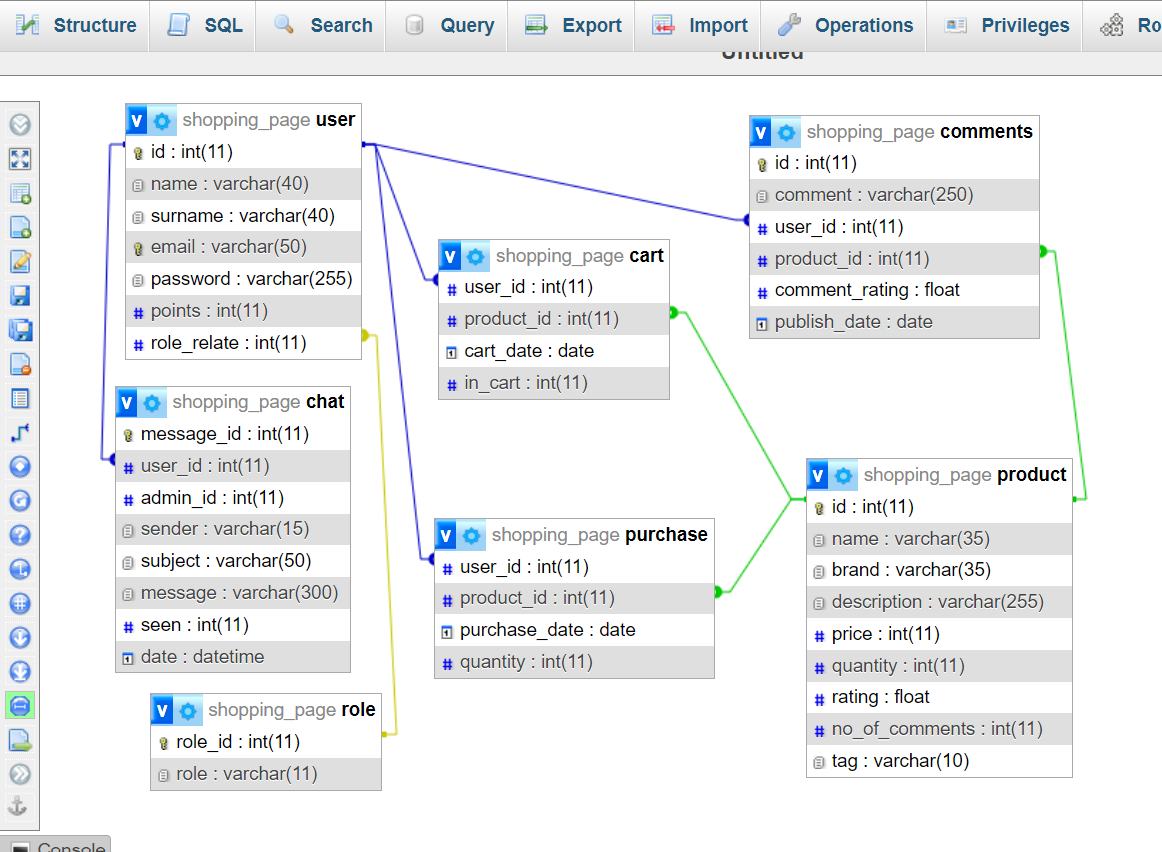 Structure SQL Search Query Export Import Operations Privileges Ro
Untitled
v shopping_page user
id : int(11)
name : varchar(40)
surname : varchar(40)
email : varchar(50)
password : varchar(255)
points : int(11)
role_relate : int(11)
v shopping_page comments
id : int(11)
comment : varchar(250)
user_id : int(11)
product_id : int(11)
comment_rating : float
publish_date : date
v shopping_page cart
user_id : int(11)
product_id : int(11)
cart_date : date
in_cart : int(11)
v shopping_page chat
message_id : int(11)
user_id : int(11)
admin_id : int(11)
sender : varchar(15)
subject : varchar(50)
message : varchar(300)
seen : int(11)
date : datetime
v shopping_page purchase
user_id : int(11)
product_id : int(11)
purchase_date : date
quantity : int(11)
v shopping_page product
id : int(11)
name : varchar(35)
brand : varchar(35)
description : varchar(255)
price : int(11)
quantity : int(11)
rating : float
no_of_comments : int(11)
tag : varchar(10)
v shopping_page role
role_id : int(11)
role : varchar(11)
Console